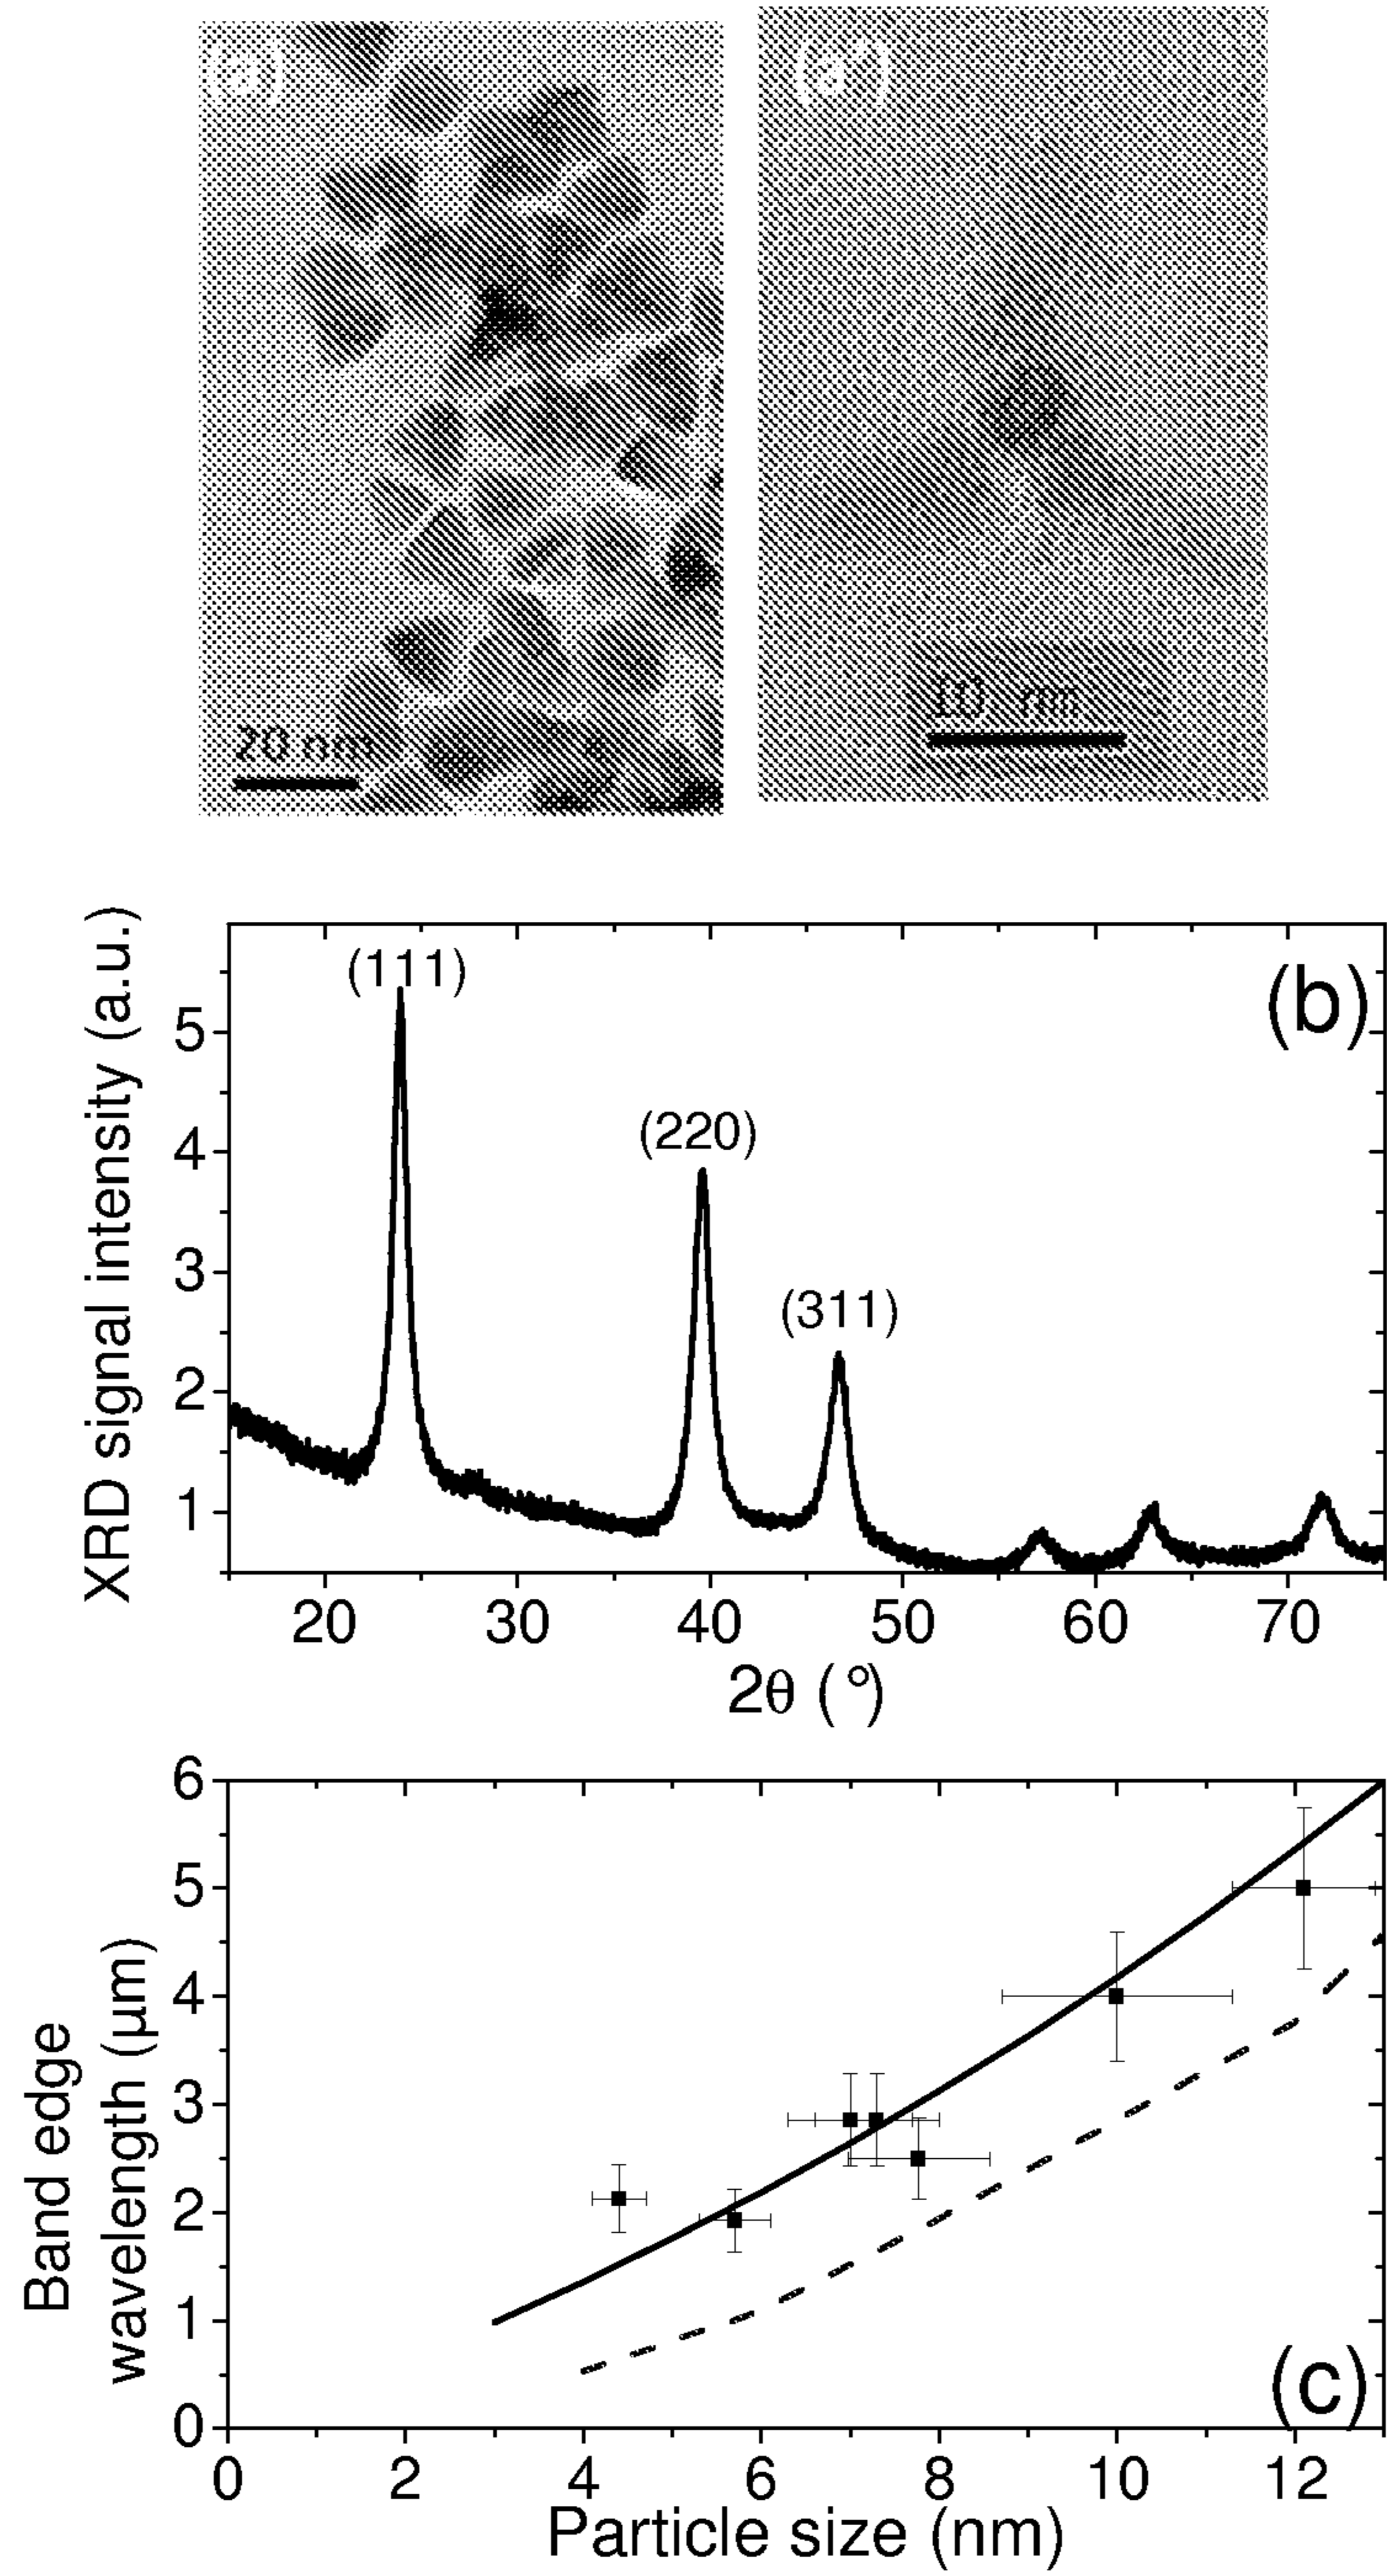 (a)
(a')
20 nm
10 nm
XRD signal intensity (a.u.)
(b)
(111)
(220)
(311)
5
4
3
2
1
20 30 40 50 60 70
2θ (°)
Band edge
wavelength (µm)
6
5
4
3
2
1
0
(c)
0 2 4 6 8 10 12
Particle size (nm)